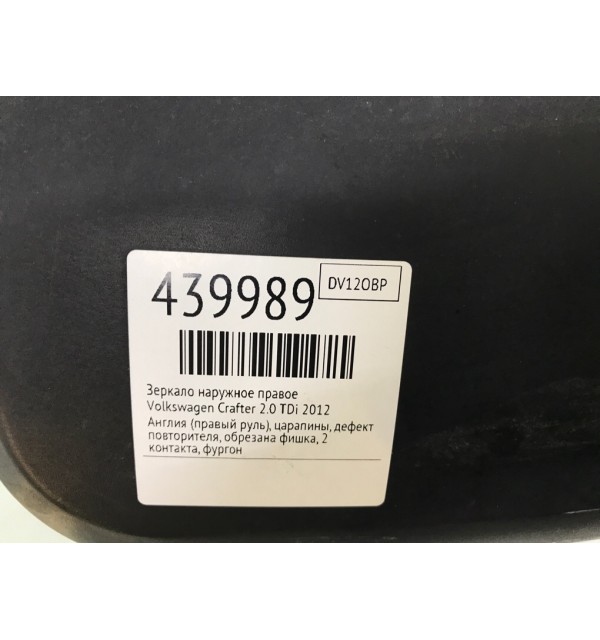 439989
DV12OBP
Зеркало наружное правое
Volkswagen Crafter 2.0 TDi 2012
Англия (правый руль), царапины, дефект
повторителя, обрезана фишка, 2
контакта, фургон